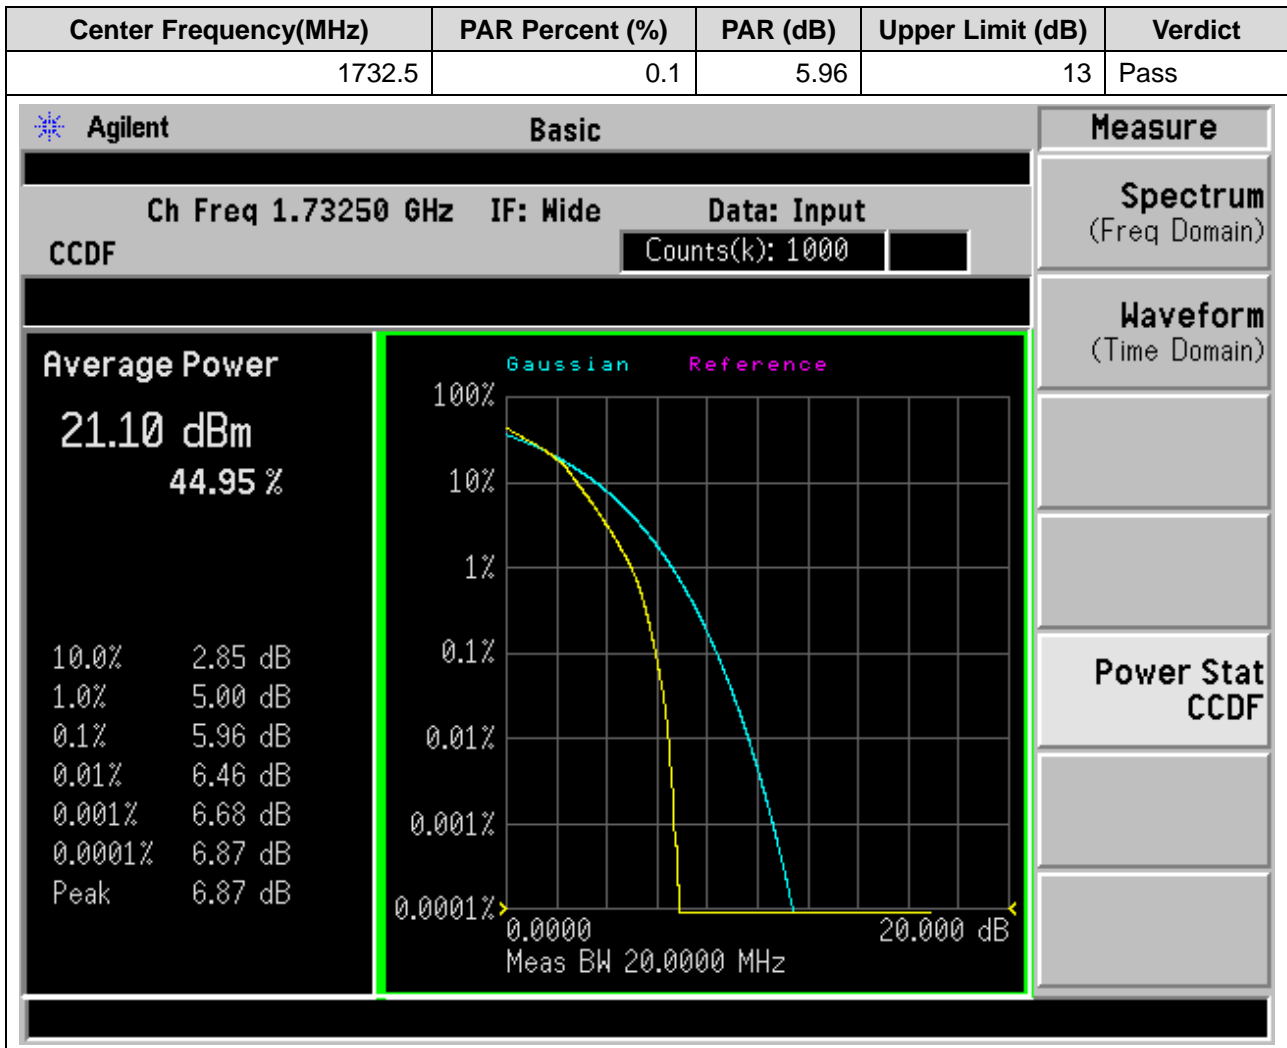 Center Frequency(MHz) PAR Percent (%) PAR (dB) Upper Limit (dB) Verdict
1732.5 0.1 5.96 13 Pass
Agilent Basic Measure
Ch Freq 1.73250 GHz IF: Wide Data: Input
CCDF Counts(k): 1000
Spectrum
(Freq Domain)
Waveform
(Time Domain)
Power Stat
CCDF
Average Power
21.10 dBm
44.95 %
10.0% 2.85 dB
1.0% 5.00 dB
0.1% 5.96 dB
0.01% 6.46 dB
0.001% 6.68 dB
0.0001% 6.87 dB
Peak 6.87 dB
Gaussian Reference
100%
10%
1%
0.1%
0.01%
0.001%
0.0001%
0.0000 20.000 dB
Meas BW 20.0000 MHz